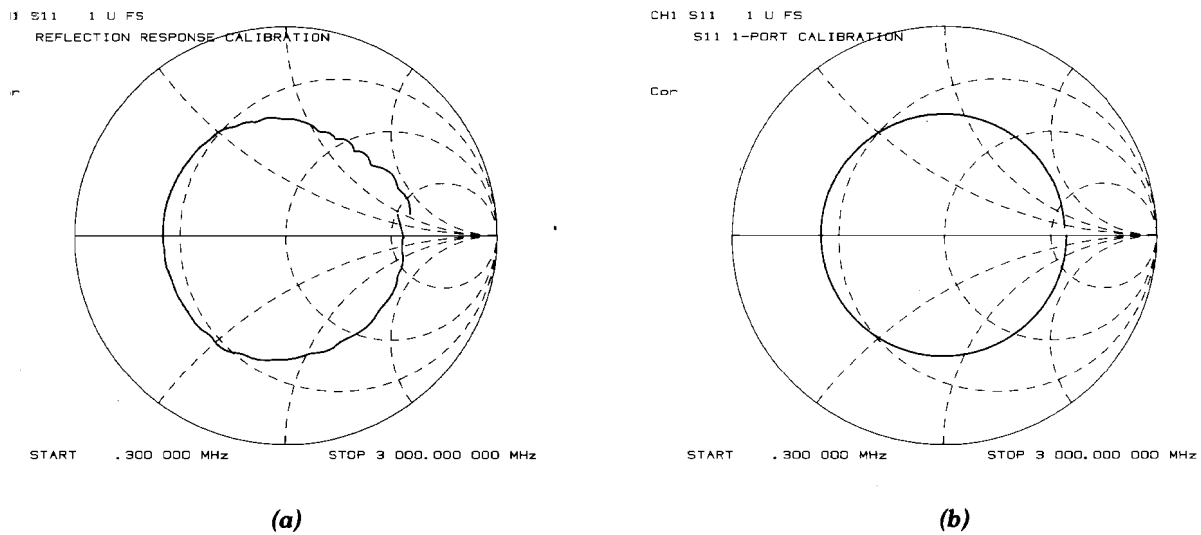 S11 1 U FS
REFLECTION RESPONSE CALIBRATION
START .300 000 MHz STOP 3 000.000 000 MHz
(a)
CH1 S11 1 U FS
S11 1-PORT CALIBRATION
Cor
START .300 000 MHz STOP 3 000.000 000 MHz
(b)